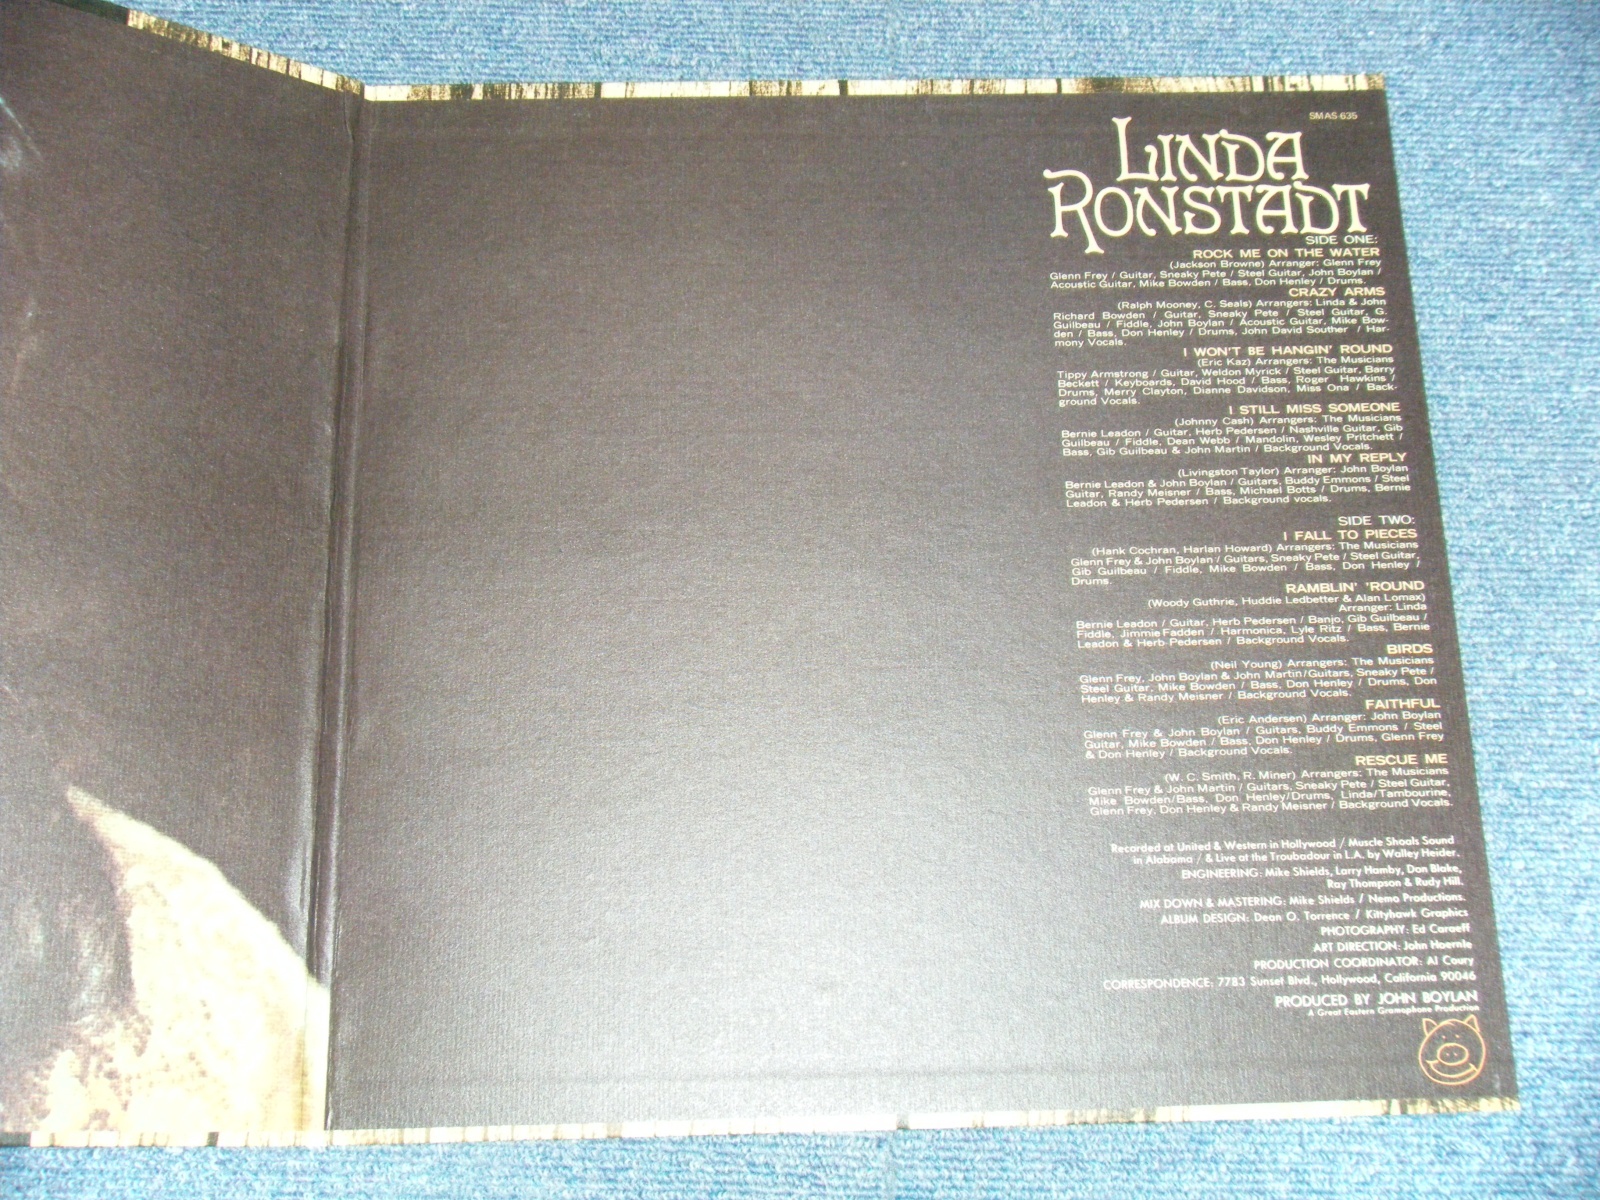 SMAS-635
LINDA
RONSTADT
SIDE ONE:
ROCK ME ON THE WATER
(Jackson Browne) Arranger: Glenn Frey
Glenn Frey / Guitar, Sneaky Pete / Steel Guitar, John Boylan /
Acoustic Guitar, Mike Bowden / Bass, Don Henley / Drums.
CRAZY ARMS
(Ralph Mooney, C. Seals) Arrangers: Linda & John
Richard Bowden / Guitar, Sneaky Pete / Steel Guitar, G.
Guilbeau / Fiddle, John Boylan / Acoustic Guitar, Mike Bow-
den / Bass, Don Henley / Drums, John David Souther / Har-
mony Vocals.
I WON'T BE HANGIN' ROUND
(Eric Kaz) Arrangers: The Musicians
Tippy Armstrong / Guitar, Weldon Myrick / Steel Guitar, Barry
Beckett / Keyboards, David Hood / Bass, Roger Hawkins /
Drums, Merry Clayton, Dianne Davidson, Miss Ona / Back-
ground Vocals.
I STILL MISS SOMEONE
(Johnny Cash) Arrangers: The Musicians
Bernie Leadon / Guitar, Herb Pedersen / Nashville Guitar, Gib
Guilbeau / Fiddle, Dean Webb / Mandolin, Wesley Pritchett /
Bass, Gib Guilbeau & John Martin / Background Vocals.
IN MY REPLY
(Livingston Taylor) Arranger: John Boylan
Bernie Leadon & John Boylan / Guitars, Buddy Emmons / Steel
Guitar, Randy Meisner / Bass, Michael Botts / Drums, Bernie
Leadon & Herb Pedersen / Background vocals.
SIDE TWO:
I FALL TO PIECES
(Hank Cochran, Harlan Howard) Arrangers: The Musicians
Glenn Frey & John Boylan / Guitars, Sneaky Pete / Steel Guitar,
Gib Guilbeau / Fiddle, Mike Bowden / Bass, Don Henley /
Drums.
RAMBLIN' 'ROUND
(Woody Guthrie, Huddie Ledbetter & Alan Lomax)
Arranger: Linda
Bernie Leadon / Guitar, Herb Pedersen / Banjo, Gib Guilbeau /
Fiddle, Jimmie Fadden / Harmonica, Lyle Ritz / Bass, Bernie
Leadon & Herb Pedersen / Background Vocals.
BIRDS
(Neil Young) Arrangers: The Musicians
Glenn Frey, John Boylan & John Martin/Guitars, Sneaky Pete /
Steel Guitar, Mike Bowden / Bass, Don Henley / Drums, Don
Henley & Randy Meisner / Background Vocals.
FAITHFUL
(Eric Andersen) Arranger: John Boylan
Glenn Frey & John Boylan / Guitars, Buddy Emmons / Steel
Guitar, Mike Bowden / Bass, Don Henley / Drums, Glenn Frey
& Don Henley / Background Vocals.
RESCUE ME
(W. C. Smith, R. Miner) Arrangers: The Musicians
Glenn Frey & John Martin / Guitars, Sneaky Pete / Steel Guitar,
Mike Bowden/Bass, Don Henley/Drums, Linda/Tambourine,
Glenn Frey, Don Henley & Randy Meisner / Background Vocals.
Recorded at United & Western in Hollywood / Muscle Shoals Sound
in Alabama / & Live at the Troubadour in L.A. by Walley Heider.
ENGINEERING: Mike Shields, Larry Hamby, Don Blake,
Ray Thompson & Rudy Hill.
MIX DOWN & MASTERING: Mike Shields / Nemo Productions.
ALBUM DESIGN: Dean O. Torrence / Kittyhawk Graphics
PHOTOGRAPHY: Ed Caraeff
ART DIRECTION: John Hoernle
PRODUCTION COORDINATOR: Al Coury
CORRESPONDENCE: 7783 Sunset Blvd., Hollywood, California 90046
PRODUCED BY JOHN BOYLAN
A Great Eastern Gramophone Production